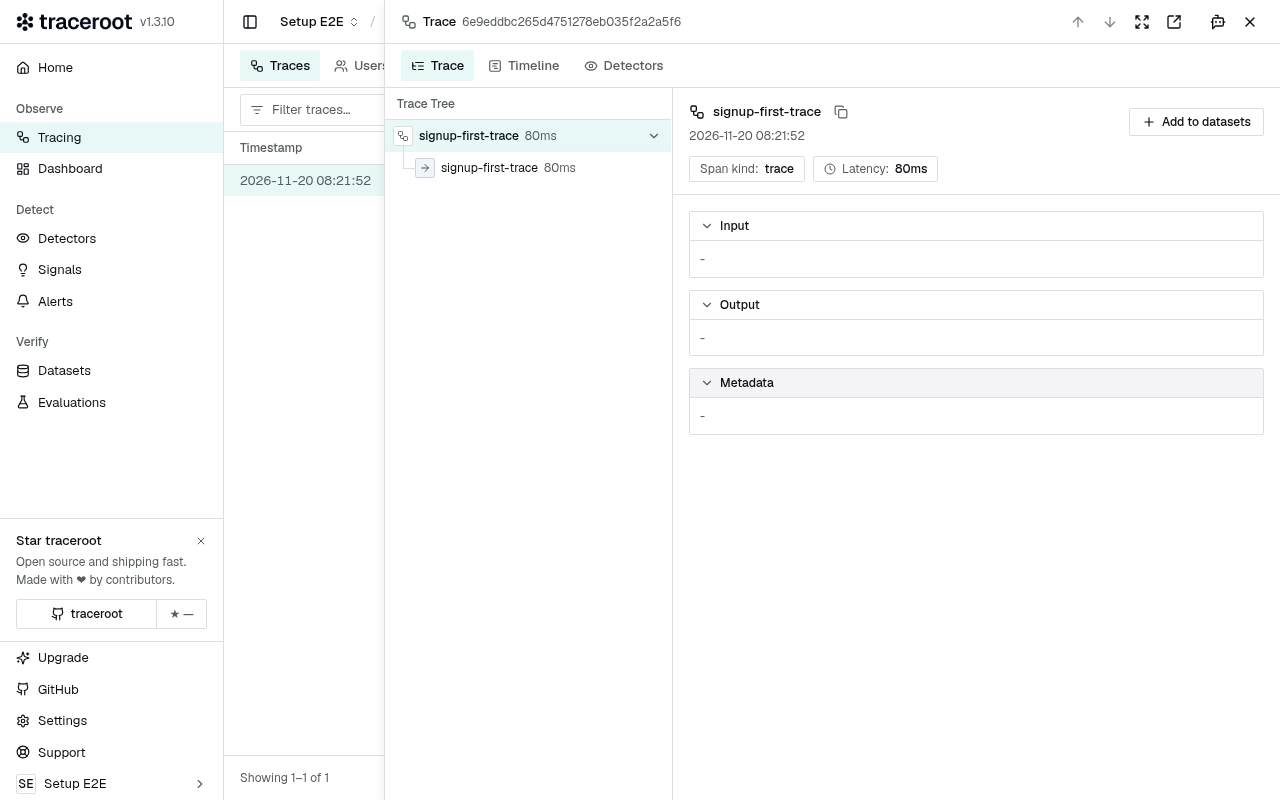 traceroot v1.3.10
Home
Observe
Tracing
Dashboard
Detect
Detectors
Signals
Alerts
Verify
Datasets
Evaluations
Star traceroot
Open source and shipping fast.
Made with ❤ by contributors.
traceroot ★ —
Upgrade
GitHub
Settings
Support
SE Setup E2E
Setup E2E /
Traces Users
Filter traces...
Timestamp
2026-11-20 08:21:52
Showing 1–1 of 1
Trace 6e9eddbc265d4751278eb035f2a2a5f6
Trace Timeline Detectors
Trace Tree
signup-first-trace 80ms
signup-first-trace 80ms
signup-first-trace
2026-11-20 08:21:52
Add to datasets
Span kind: trace Latency: 80ms
Input
-
Output
-
Metadata
-